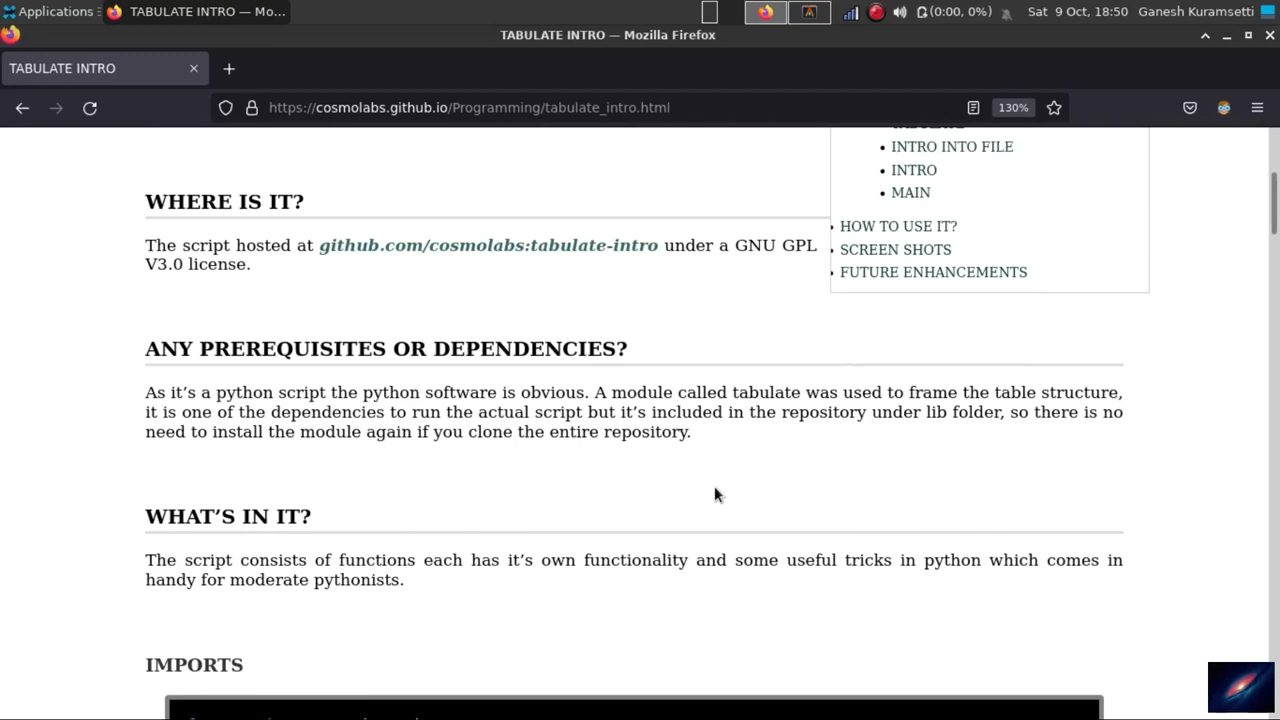 Applications
TABULATE INTRO — Mo...
(0:00, 0%)
Sat 9 Oct, 18:50
Ganesh Kuramsetti
TABULATE INTRO — Mozilla Firefox
TABULATE INTRO
https://cosmolabs.github.io/Programming/tabulate_intro.html
130%
• INTRO INTO FILE
• INTRO
• MAIN
• HOW TO USE IT?
• SCREEN SHOTS
• FUTURE ENHANCEMENTS
WHERE IS IT?
The script hosted at github.com/cosmolabs:tabulate-intro under a GNU GPL
V3.0 license.
ANY PREREQUISITES OR DEPENDENCIES?
As it’s a python script the python software is obvious. A module called tabulate was used to frame the table structure,
it is one of the dependencies to run the actual script but it’s included in the repository under lib folder, so there is no
need to install the module again if you clone the entire repository.
WHAT’S IN IT?
The script consists of functions each has it’s own functionality and some useful tricks in python which comes in
handy for moderate pythonists.
IMPORTS